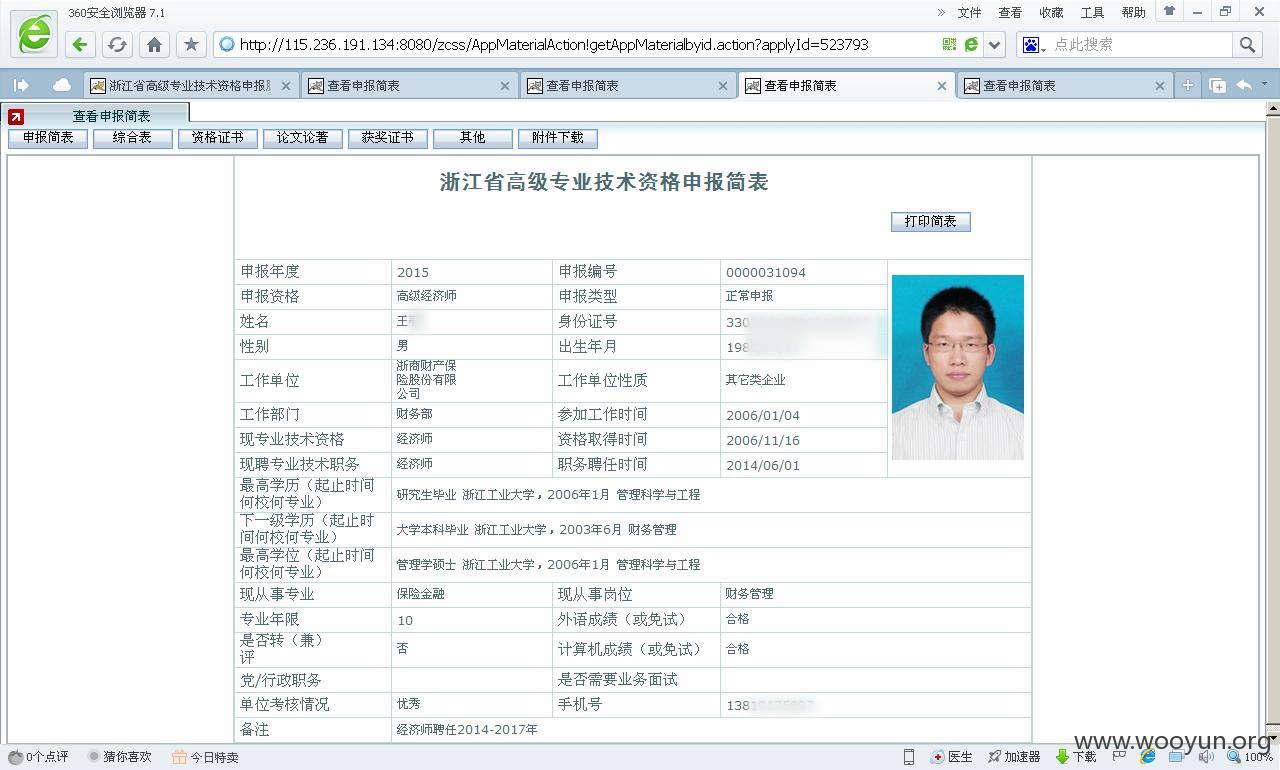 360安全浏览器 7.1
» 文件 查看 收藏 工具 帮助
http://115.236.191.134:8080/zcss/AppMaterialAction!getAppMaterialbyid.action?applyId=523793
点此搜索
浙江省高级专业技术资格申报
查看申报简表
查看申报简表
查看申报简表
查看申报简表
查看申报简表
申报简表 综合表 资格证书 论文论著 获奖证书 其他 附件下载
浙江省高级专业技术资格申报简表
打印简表
申报年度 2015 申报编号 0000031094
申报资格 高级经济师 申报类型 正常申报
姓名 王 身份证号 330
性别 男 出生年月 198
工作单位 浙商财产保
险股份有限
公司 工作单位性质 其它类企业
工作部门 财务部 参加工作时间 2006/01/04
现专业技术资格 经济师 资格取得时间 2006/11/16
现聘专业技术职务 经济师 职务聘任时间 2014/06/01
最高学历（起止时间
何校何专业） 研究生毕业 浙江工业大学，2006年1月 管理科学与工程
下一级学历（起止时
间何校何专业） 大学本科毕业 浙江工业大学，2003年6月 财务管理
最高学位（起止时间
何校何专业） 管理学硕士 浙江工业大学，2006年1月 管理科学与工程
现从事专业 保险金融 现从事岗位 财务管理
专业年限 10 外语成绩（或免试） 合格
是否转（兼）
评 否 计算机成绩（或免试） 合格
党/行政职务 是否需要业务面试
单位考核情况 优秀 手机号 138
备注 经济师聘任2014-2017年
www.wooyun.org
0个点评 猜你喜欢 今日特卖 医生 加速器 下载 100%